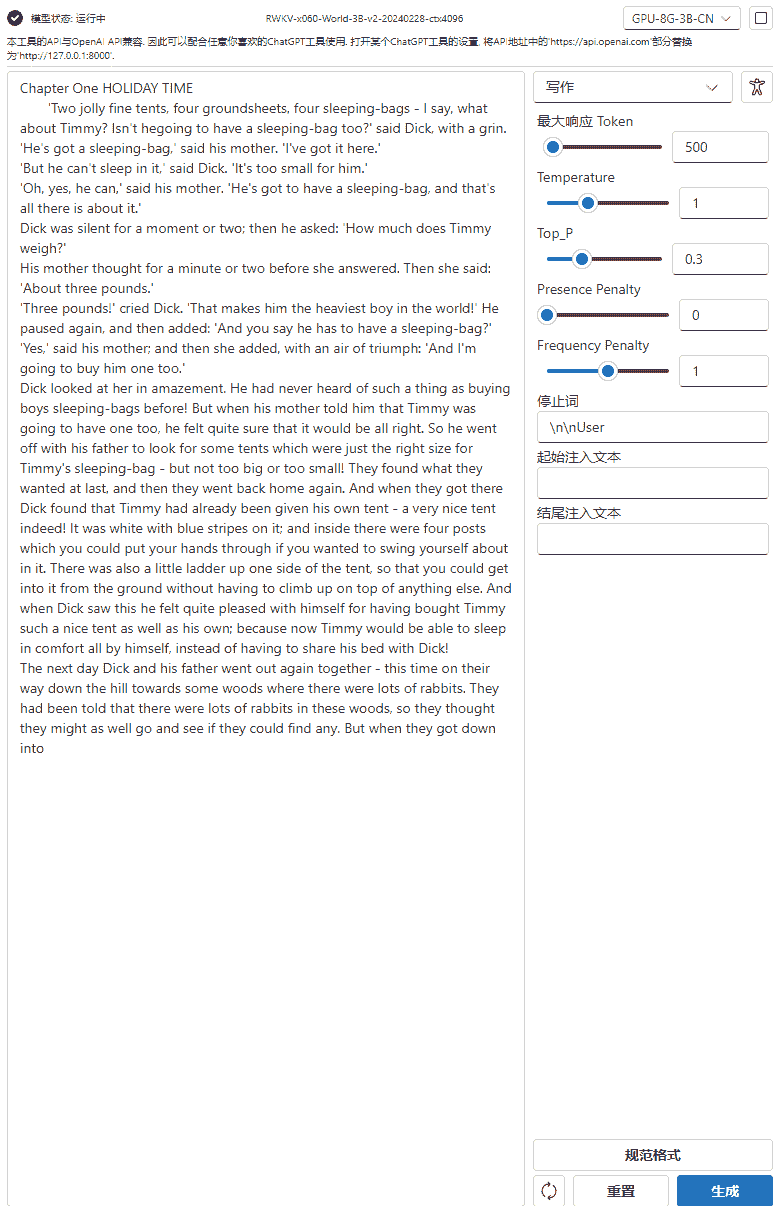 模型状态: 运行中
RWKV-x060-World-3B-v2-20240228-ctx4096
GPU-8G-3B-CN
本工具的API与OpenAI API兼容. 因此可以配合任意你喜欢的ChatGPT工具使用. 打开某个ChatGPT工具的设置, 将API地址中的'https://api.openai.com'部分替换
为'http://127.0.0.1:8000'.
Chapter One HOLIDAY TIME
'Two jolly fine tents, four groundsheets, four sleeping-bags - I say, what
about Timmy? Isn't hegoing to have a sleeping-bag too?' said Dick, with a grin.
'He's got a sleeping-bag,' said his mother. 'I've got it here.'
'But he can't sleep in it,' said Dick. 'It's too small for him.'
'Oh, yes, he can,' said his mother. 'He's got to have a sleeping-bag, and that's
all there is about it.'
Dick was silent for a moment or two; then he asked: 'How much does Timmy
weigh?'
His mother thought for a minute or two before she answered. Then she said:
'About three pounds.'
'Three pounds!' cried Dick. 'That makes him the heaviest boy in the world!' He
paused again, and then added: 'And you say he has to have a sleeping-bag?'
'Yes,' said his mother; and then she added, with an air of triumph: 'And I'm
going to buy him one too.'
Dick looked at her in amazement. He had never heard of such a thing as buying
boys sleeping-bags before! But when his mother told him that Timmy was
going to have one too, he felt quite sure that it would be all right. So he went
off with his father to look for some tents which were just the right size for
Timmy's sleeping-bag - but not too big or too small! They found what they
wanted at last, and then they went back home again. And when they got there
Dick found that Timmy had already been given his own tent - a very nice tent
indeed! It was white with blue stripes on it; and inside there were four posts
which you could put your hands through if you wanted to swing yourself about
in it. There was also a little ladder up one side of the tent, so that you could get
into it from the ground without having to climb up on top of anything else. And
when Dick saw this he felt quite pleased with himself for having bought Timmy
such a nice tent as well as his own; because now Timmy would be able to sleep
in comfort all by himself, instead of having to share his bed with Dick!
The next day Dick and his father went out again together - this time on their
way down the hill towards some woods where there were lots of rabbits. They
had been told that there were lots of rabbits in these woods, so they thought
they might as well go and see if they could find any. But when they got down
into
写作
最大响应 Token
500
Temperature
1
Top_P
0.3
Presence Penalty
0
Frequency Penalty
1
停止词
\n\nUser
起始注入文本
结尾注入文本
规范格式
重置
生成